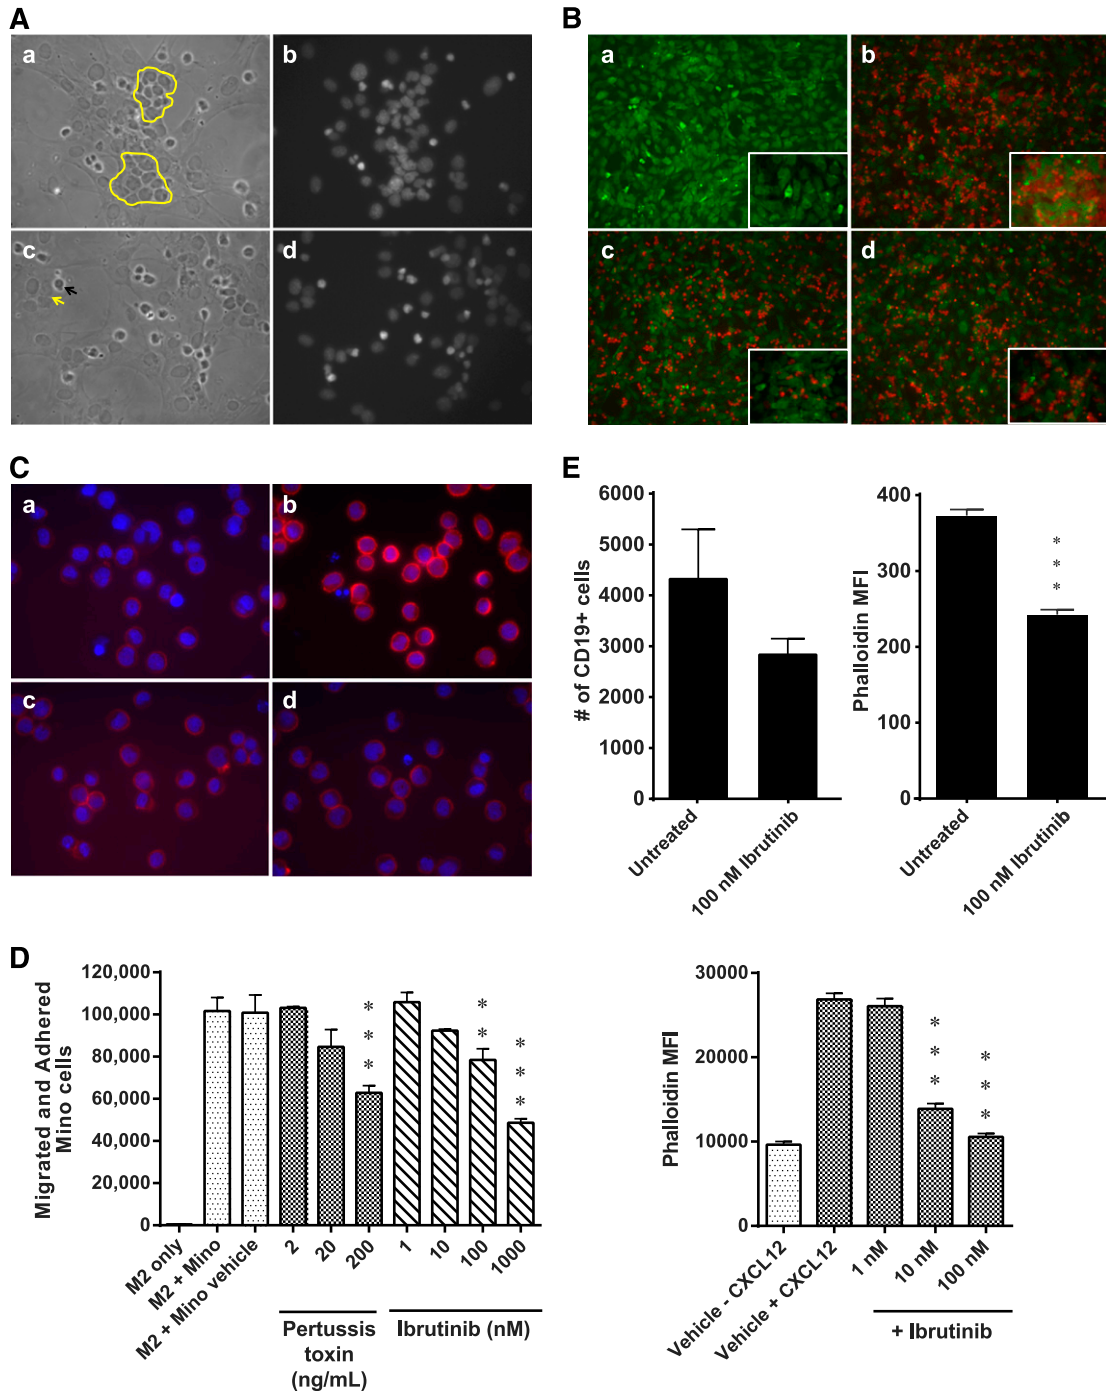 A
a
b
c
d
B
a
b
c
d
C
a
b
c
d
E
6000
5000
4000
3000
2000
1000
0
# of CD19+ cells
Untreated
100 nM Ibrutinib
400
300
200
100
0
Phalloidin MFI
***
Untreated
100 nM Ibrutinib
D
120,000
100,000
80,000
60,000
40,000
20,000
0
Migrated and Adhered
Mino cells
***
**
***
M2 only
M2 + Mino
M2 + Mino vehicle
2
20
200
1
10
100
1000
Pertussis
toxin
(ng/mL)
Ibrutinib (nM)
30000
20000
10000
0
Phalloidin MFI
***
***
Vehicle - CXCL12
Vehicle + CXCL12
1 nM
10 nM
100 nM
+ Ibrutinib